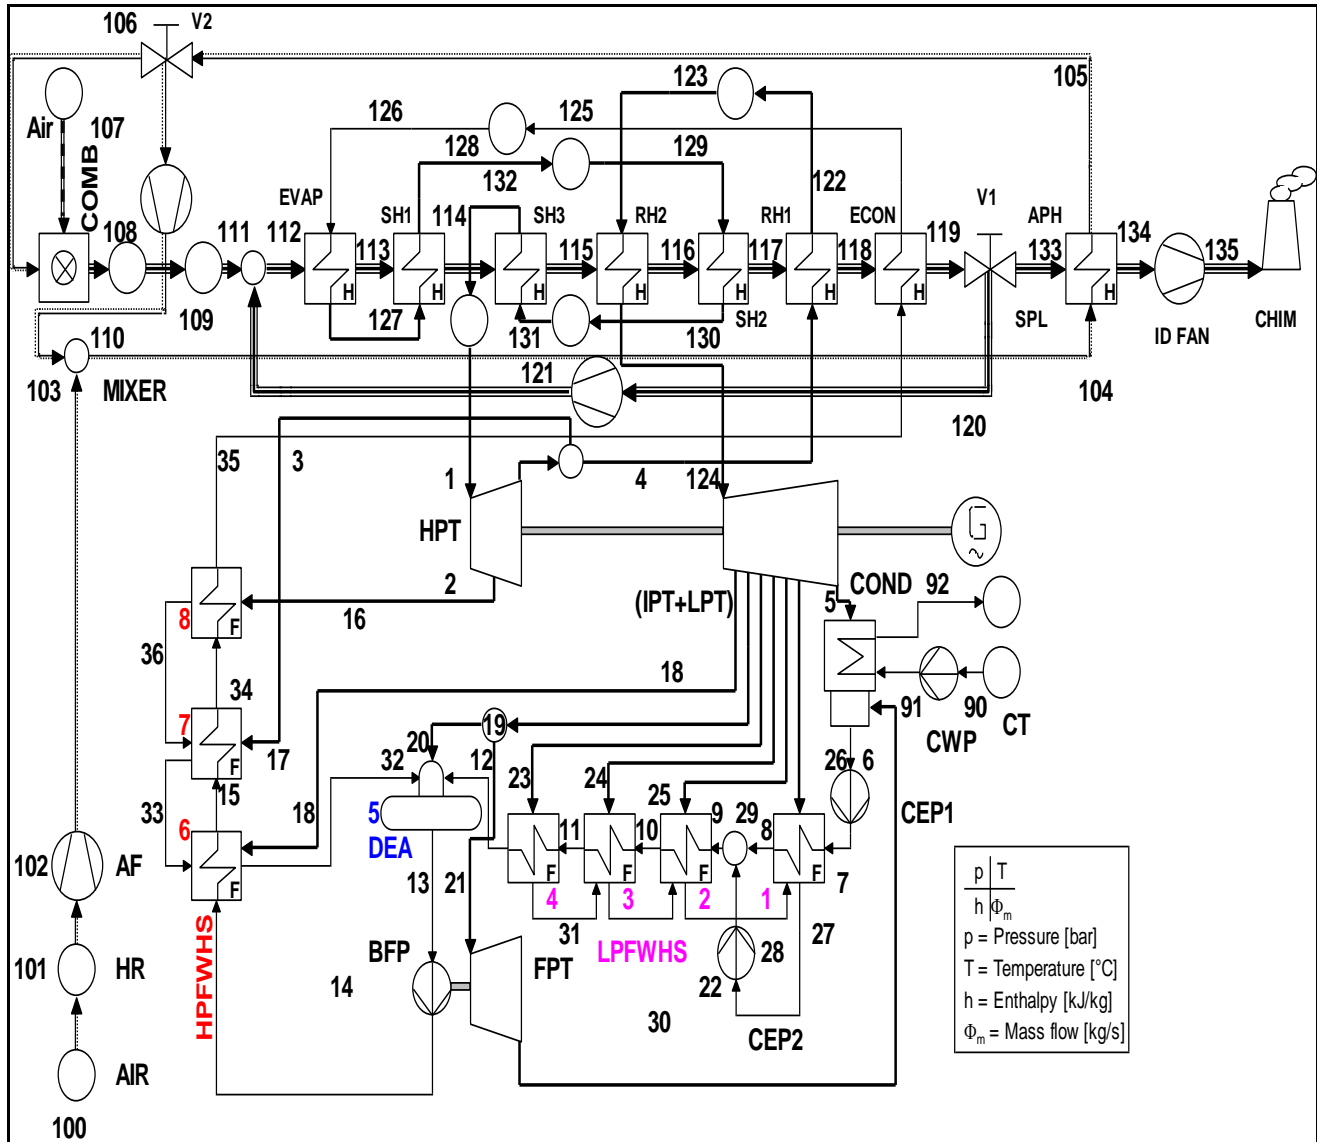 106
V2
105
123
Air
107
126
125
COMB
128
129
132
122
EVAP
SH1
114
SH3
RH2
RH1
ECON
V1
APH
108
111
112
113
115
116
117
118
119
133
134
135
H
H
H
H
H
H
H
H
109
127
131
130
SH2
SPL
ID FAN
CHIM
110
103
MIXER
121
104
120
35
3
1
4
124
HPT
G
~
2
(IPT+LPT)
COND
92
5
8
F
16
36
18
34
91
90
CT
7
F
17
19
CWP
20
32
12
26
6
15
23
24
25
33
18
5
DEA
9
29
CEP1
6
F
11
10
8
F
F
F
F
7
102
AF
4
3
2
1
13
21
31
27
LPFWHS
HPFWHS
BFP
FPT
28
101
HR
14
22
30
CEP2
AIR
100
p T
h Φm
p = Pressure [bar]
T = Temperature [°C]
h = Enthalpy [kJ/kg]
Φm = Mass flow [kg/s]